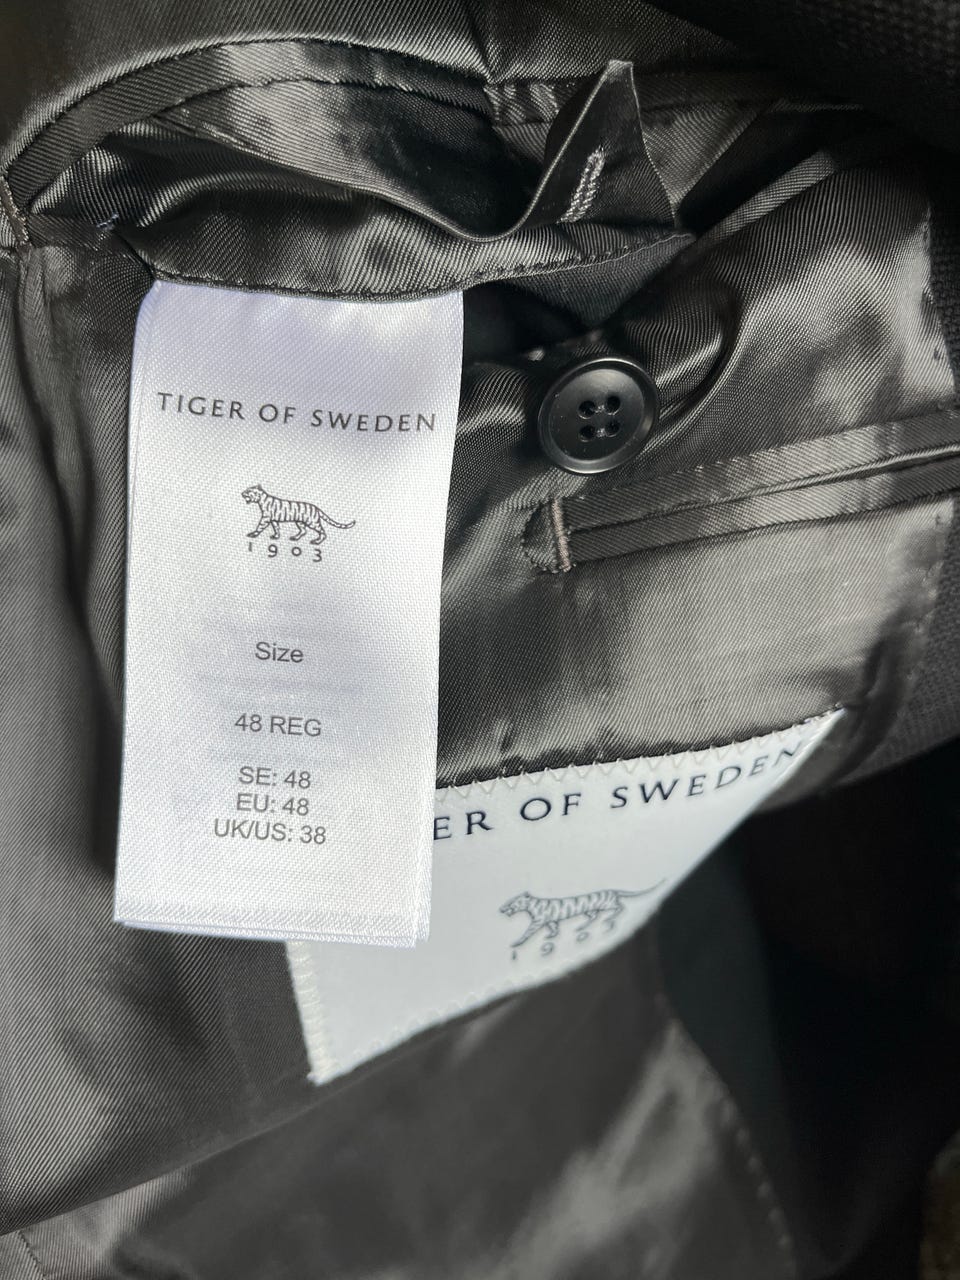 TIGER OF SWEDEN
1903
Size
48 REG
SE: 48
EU: 48
UK/US: 38
ER OF SWEDEN
1903